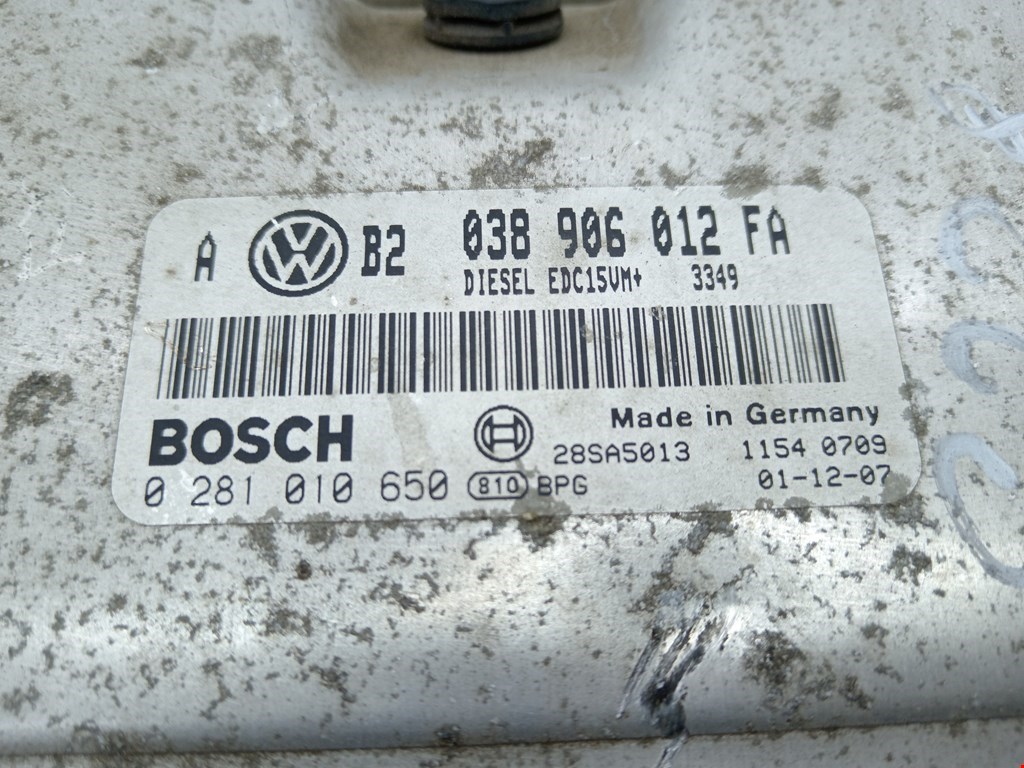 A VW B2 038 906 012 FA
DIESEL EDC15VM+ 3349
BOSCH
Made in Germany
28SA5013 1154 0709
0 281 010 650 810 BPG 01-12-07